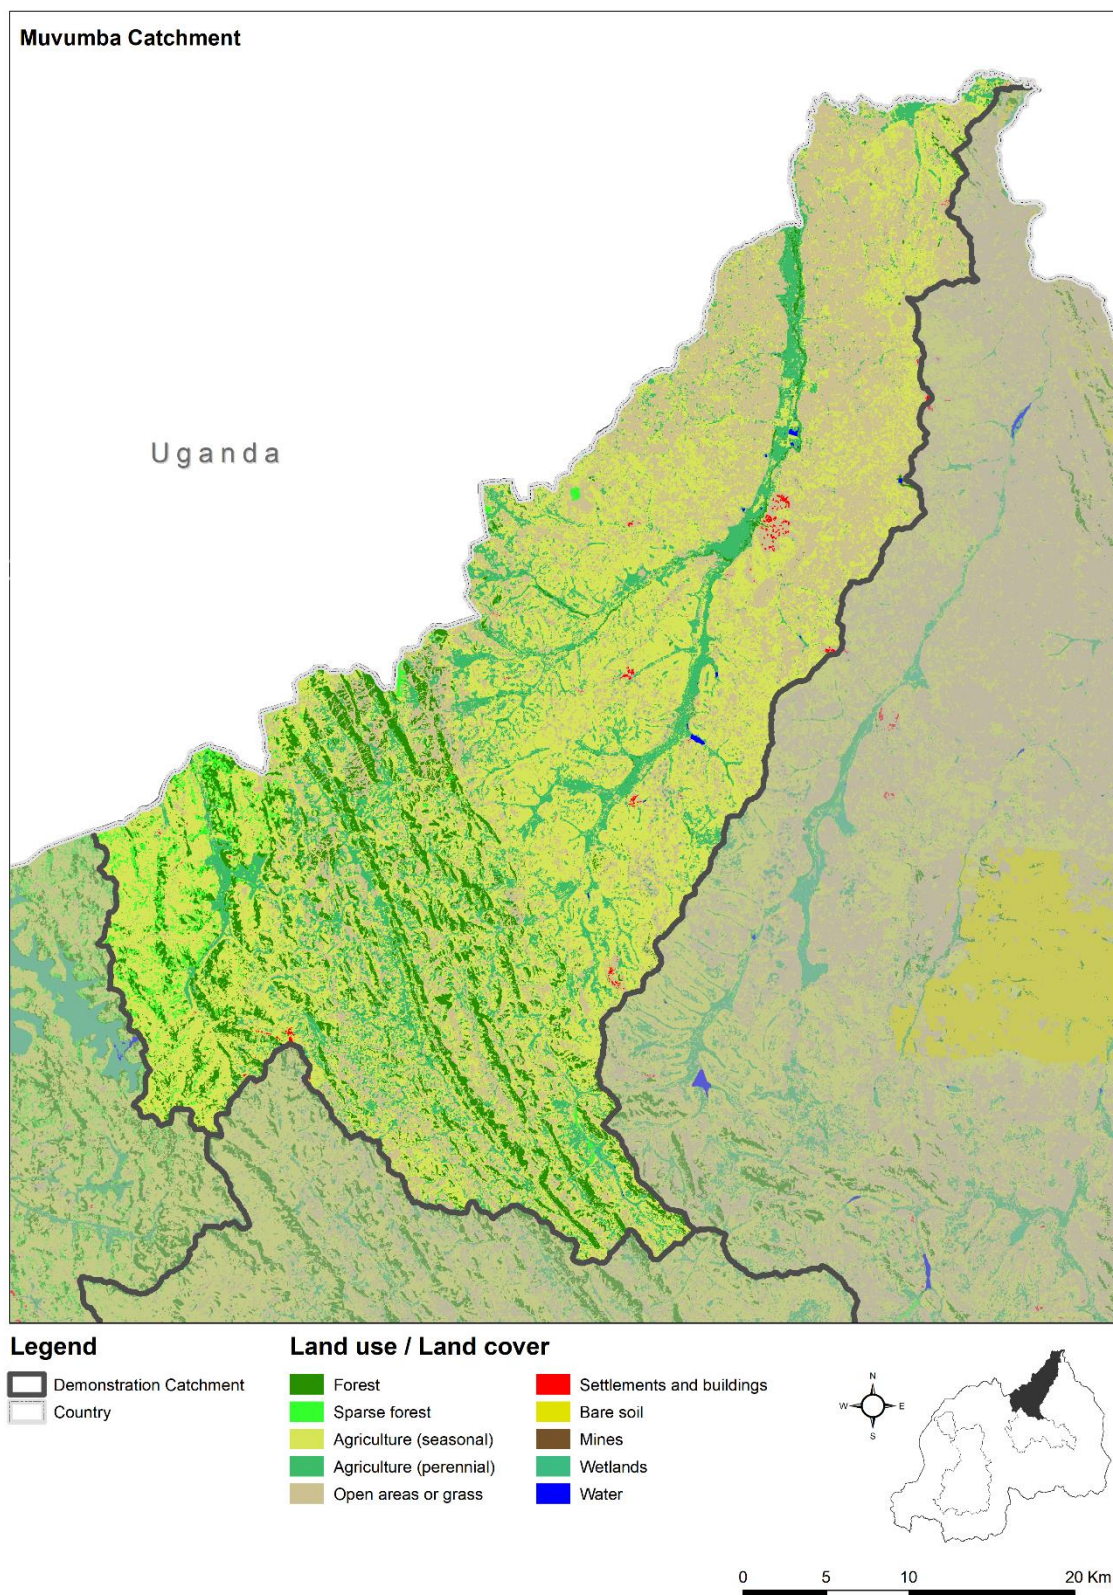 Muvumba Catchment
Uganda
Legend
Demonstration Catchment
Country
Land use / Land cover
Forest
Sparse forest
Agriculture (seasonal)
Agriculture (perennial)
Open areas or grass
Settlements and buildings
Bare soil
Mines
Wetlands
Water
N
W E
S
0 5 10 20 Km